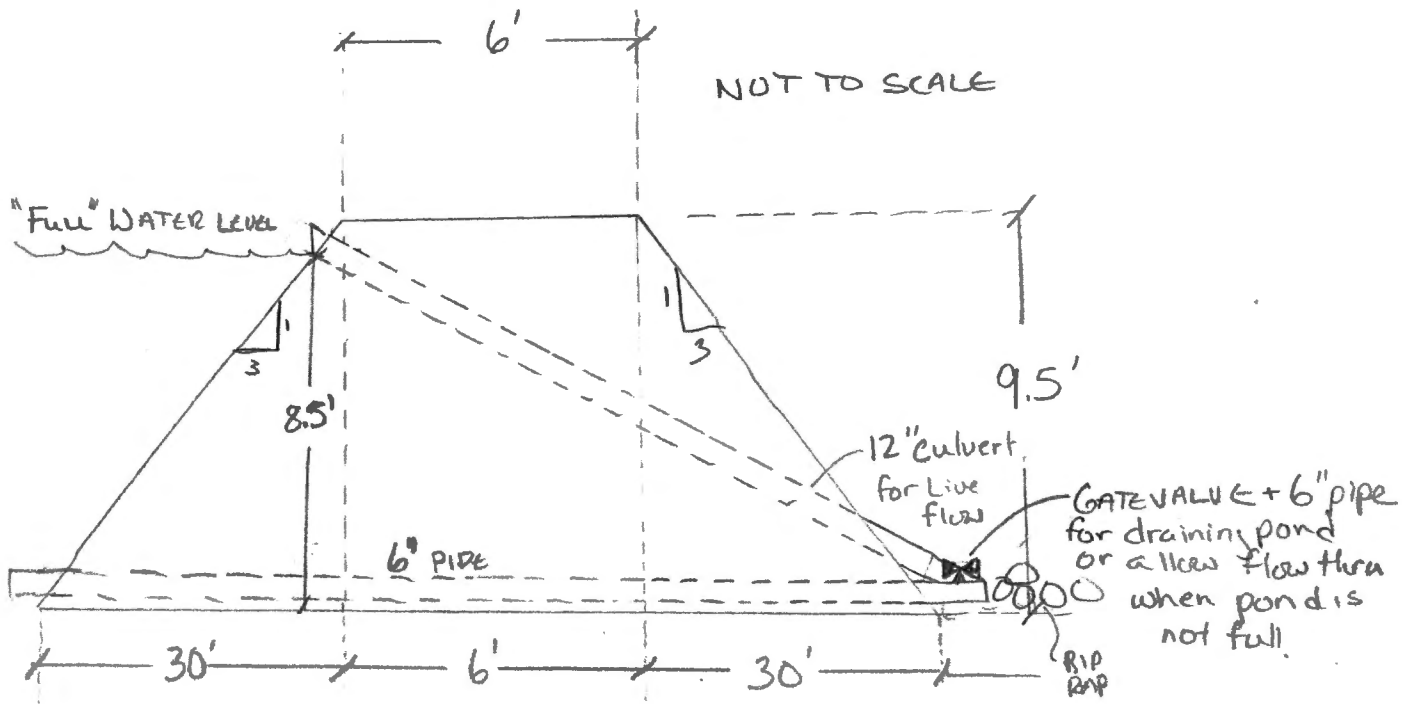 6'
NOT TO SCALE
"Full" WATER LEVEL
1
3
1
3
8.5'
9.5'
12" Culvert
for Live
flow
GATEVALVE + 6" pipe
for draining pond
or allow flow thru
when pond is
not full
6" PIPE
30'
6'
30'
RIP
RAP